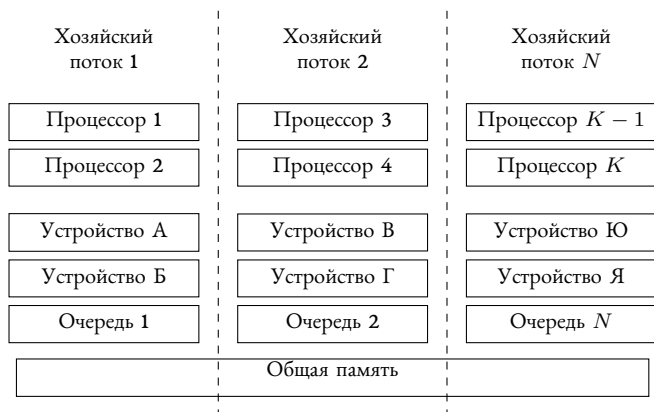 Хозяйский
поток 1
Хозяйский
поток 2
Хозяйский
поток N
Процессор 1
Процессор 3
Процессор K − 1
Процессор 2
Процессор 4
Процессор K
Устройство А
Устройство В
Устройство Ю
Устройство Б
Устройство Г
Устройство Я
Очередь 1
Очередь 2
Очередь N
Общая память